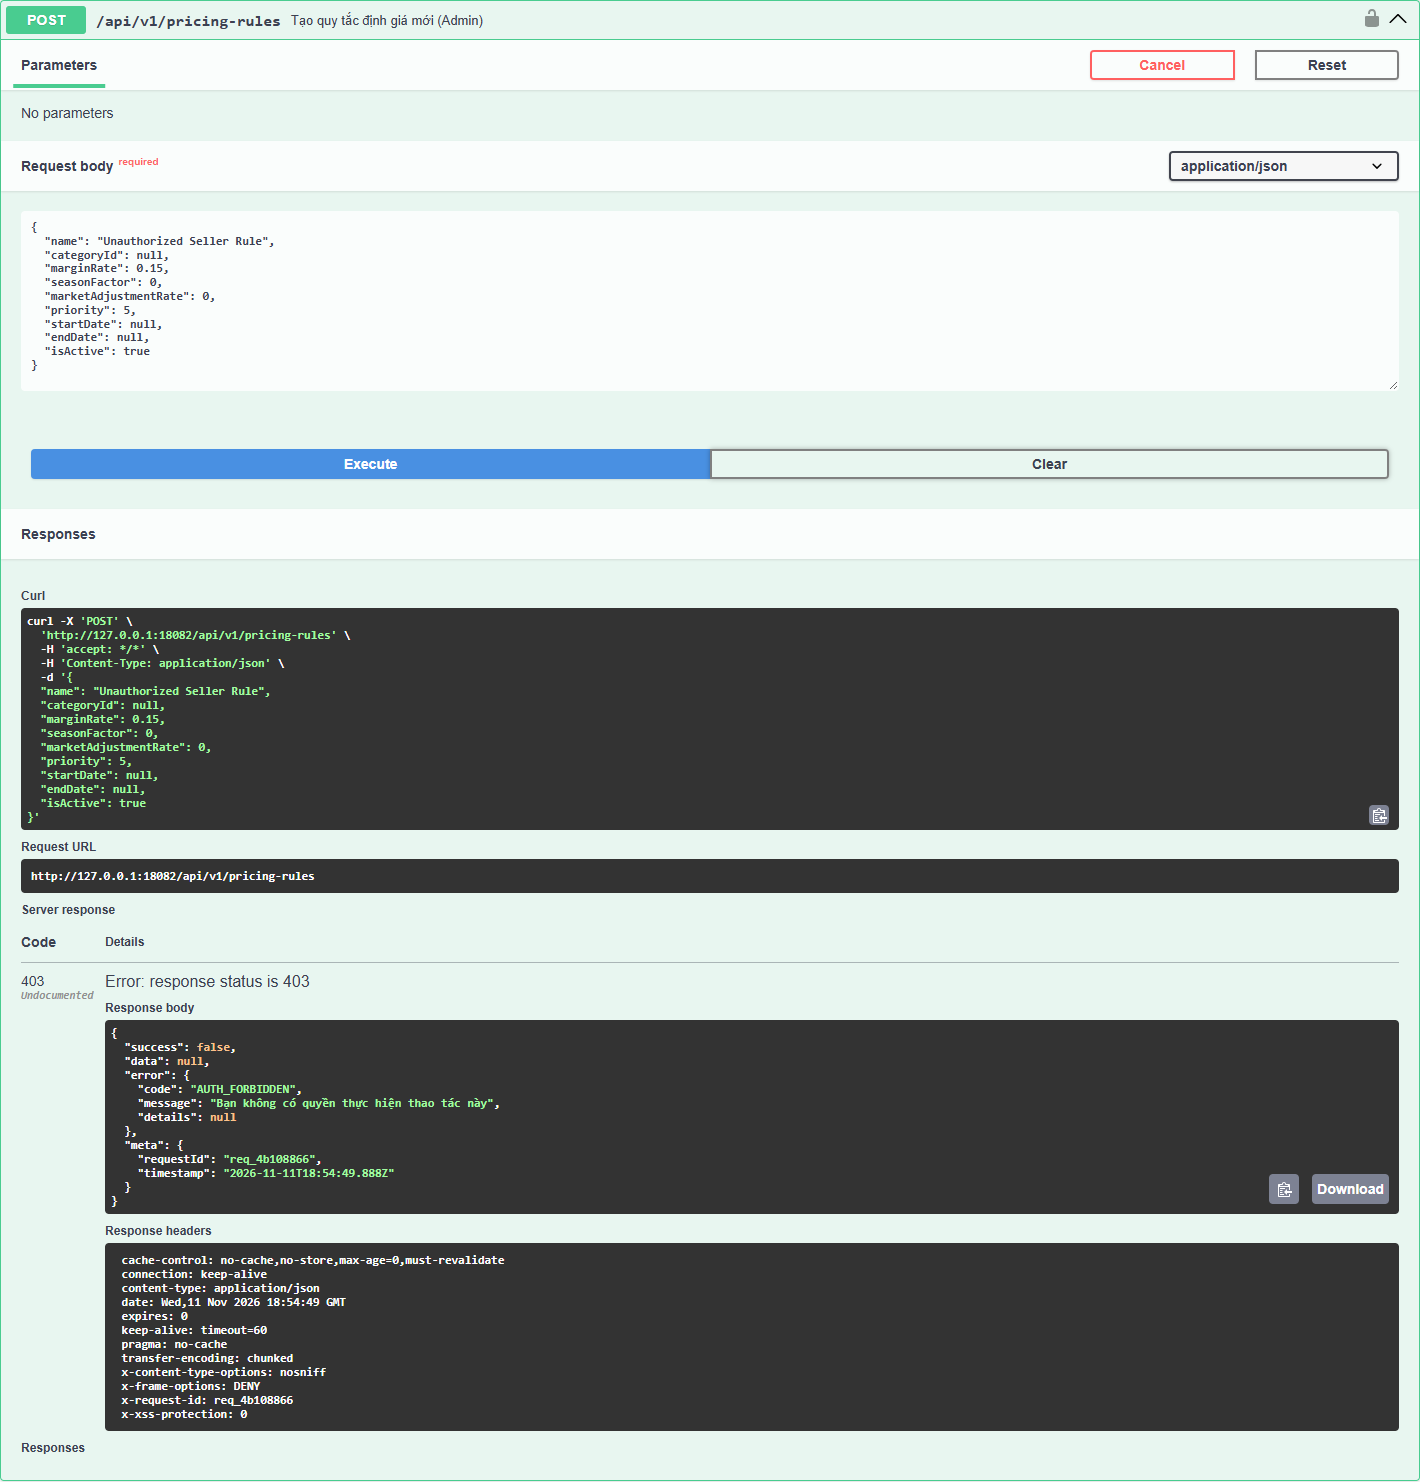 POST /api/v1/pricing-rules Tạo quy tắc định giá mới (Admin)
Parameters
Cancel
Reset
No parameters
Request body required
application/json
{
  "name": "Unauthorized Seller Rule",
  "categoryId": null,
  "marginRate": 0.15,
  "seasonFactor": 0,
  "marketAdjustmentRate": 0,
  "priority": 5,
  "startDate": null,
  "endDate": null,
  "isActive": true
}
Execute
Clear
Responses
Curl
curl -X 'POST' \
  'http://127.0.0.1:18082/api/v1/pricing-rules' \
  -H 'accept: */*' \
  -H 'Content-Type: application/json' \
  -d '{
  "name": "Unauthorized Seller Rule",
  "categoryId": null,
  "marginRate": 0.15,
  "seasonFactor": 0,
  "marketAdjustmentRate": 0,
  "priority": 5,
  "startDate": null,
  "endDate": null,
  "isActive": true
}'
Request URL
http://127.0.0.1:18082/api/v1/pricing-rules
Server response
Code Details
403
Undocumented
Error: response status is 403
Response body
{
  "success": false,
  "data": null,
  "error": {
    "code": "AUTH_FORBIDDEN",
    "message": "Bạn không có quyền thực hiện thao tác này",
    "details": null
  },
  "meta": {
    "requestId": "req_4b108866",
    "timestamp": "2026-11-11T18:54:49.888Z"
  }
}
Download
Response headers
cache-control: no-cache,no-store,max-age=0,must-revalidate
connection: keep-alive
content-type: application/json
date: Wed,11 Nov 2026 18:54:49 GMT
expires: 0
keep-alive: timeout=60
pragma: no-cache
transfer-encoding: chunked
x-content-type-options: nosniff
x-frame-options: DENY
x-request-id: req_4b108866
x-xss-protection: 0
Responses